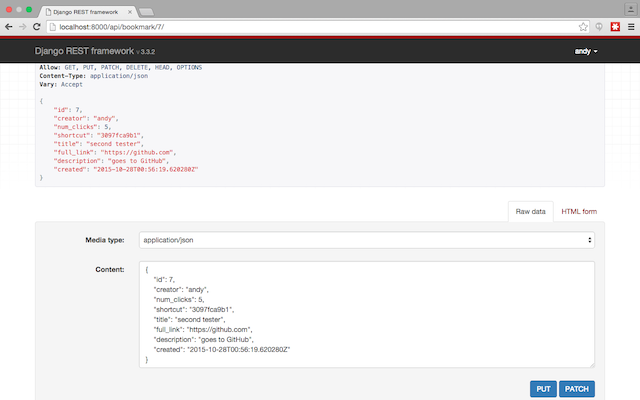 Django REST framework
localhost:8000/api/bookmark/7/
Django REST framework v 3.3.2
andy
Allow: GET, PUT, PATCH, DELETE, HEAD, OPTIONS
Content-Type: application/json
Vary: Accept
{
"id": 7,
"creator": "andy",
"num_clicks": 5,
"shortcut": "3097fca9b1",
"title": "second tester",
"full_link": "https://github.com",
"description": "goes to GitHub",
"created": "2015-10-28T00:56:19.620280Z"
}
Raw data
HTML form
Media type:
application/json
Content:
{
"id": 7,
"creator": "andy",
"num_clicks": 5,
"shortcut": "3097fca9b1",
"title": "second tester",
"full_link": "https://github.com",
"description": "goes to GitHub",
"created": "2015-10-28T00:56:19.620280Z"
}
PUT
PATCH